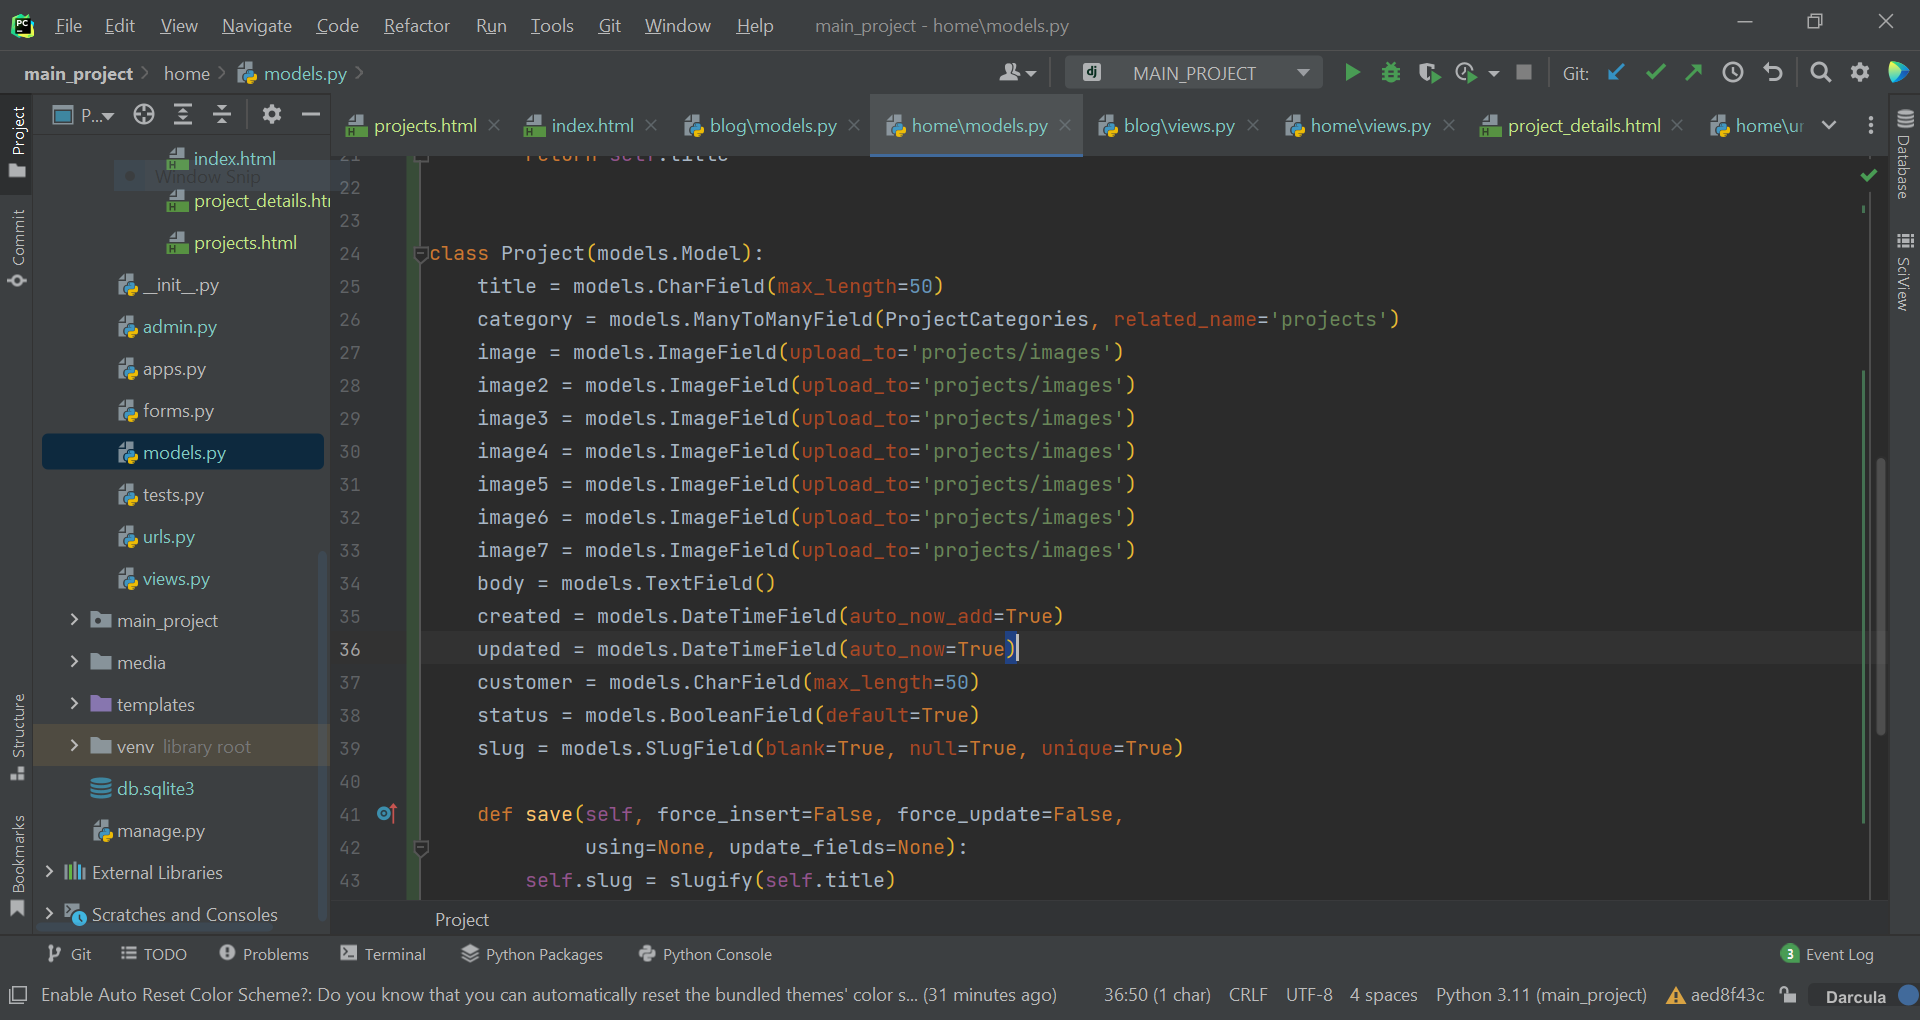 File Edit View Navigate Code Refactor Run Tools Git Window Help main_project - home\models.py
main_project home models.py MAIN_PROJECT Git:
P... projects.html index.html blog\models.py home\models.py blog\views.py home\views.py project_details.html
Project
Commit
Structure
Bookmarks
index.html
Window Snip
projects.html
__init__.py
admin.py
apps.py
forms.py
models.py
tests.py
urls.py
views.py
main_project
media
templates
venv library root
db.sqlite3
manage.py
External Libraries
Scratches and Consoles
21 return self.title
22
23
24 class Project(models.Model):
25 title = models.CharField(max_length=50)
26 category = models.ManyToManyField(ProjectCategories, related_name='projects')
27 image = models.ImageField(upload_to='projects/images')
28 image2 = models.ImageField(upload_to='projects/images')
29 image3 = models.ImageField(upload_to='projects/images')
30 image4 = models.ImageField(upload_to='projects/images')
31 image5 = models.ImageField(upload_to='projects/images')
32 image6 = models.ImageField(upload_to='projects/images')
33 image7 = models.ImageField(upload_to='projects/images')
34 body = models.TextField()
35 created = models.DateTimeField(auto_now_add=True)
36 updated = models.DateTimeField(auto_now=True)
37 customer = models.CharField(max_length=50)
38 status = models.BooleanField(default=True)
39 slug = models.SlugField(blank=True, null=True, unique=True)
40
41 def save(self, force_insert=False, force_update=False,
42 using=None, update_fields=None):
43 self.slug = slugify(self.title)
Project
Database
SciView
Git TODO Problems Terminal Python Packages Python Console 3 Event Log
Enable Auto Reset Color Scheme?: Do you know that you can automatically reset the bundled themes' color s... (31 minutes ago) 36:50 (1 char) CRLF UTF-8 4 spaces Python 3.11 (main_project) aed8f43c Darcula